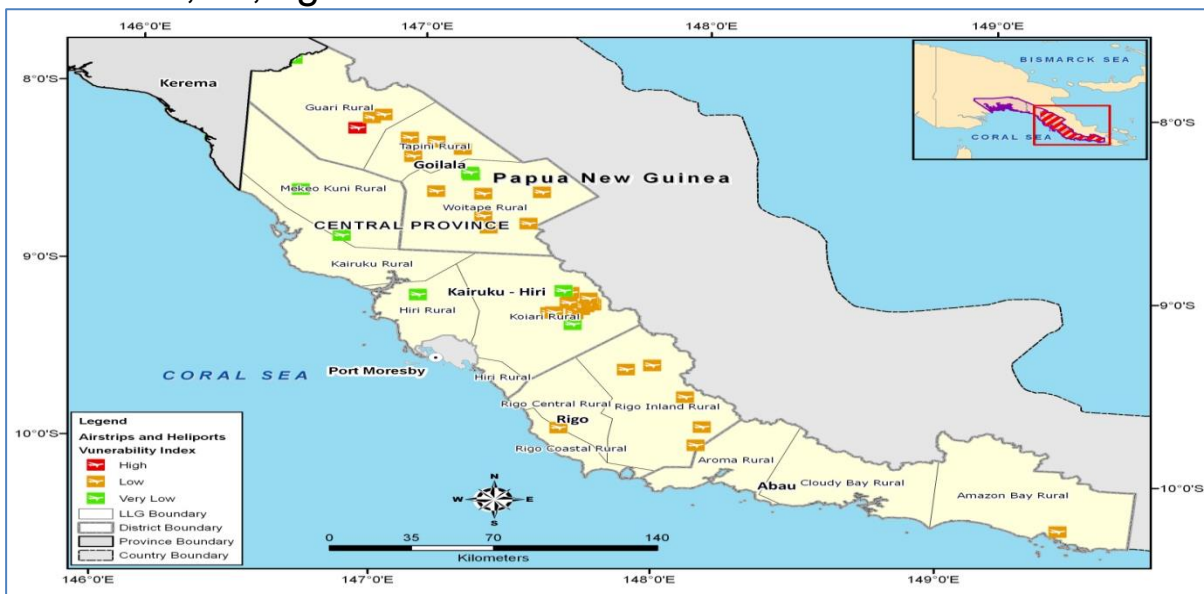 146°0'E 147°0'E 148°0'E 149°0'E
BISMARCK SEA
CORAL SEA
8°0'S
8°0'S
Kerema
Guari Rural
Tapini Rural
Goilala
Papua New Guinea
Mekeo Kuni Rural
Woitape Rural
CENTRAL PROVINCE
9°0'S
9°0'S
Kairuku Rural
Kairuku - Hiri
Hiri Rural
Koiari Rural
CORAL SEA
Port Moresby
Hiri Rural
Rigo Central Rural
Rigo Inland Rural
Rigo
10°0'S
10°0'S
Rigo Coastal Rural
Aroma Rural
Abau
Cloudy Bay Rural
Amazon Bay Rural
Legend
Airstrips and Heliports
Vunerability Index
High
Low
Very Low
LLG Boundary
District Boundary
Province Boundary
Country Boundary
N
W E
S
0 35 70 140
Kilometers
146°0'E 147°0'E 148°0'E 149°0'E